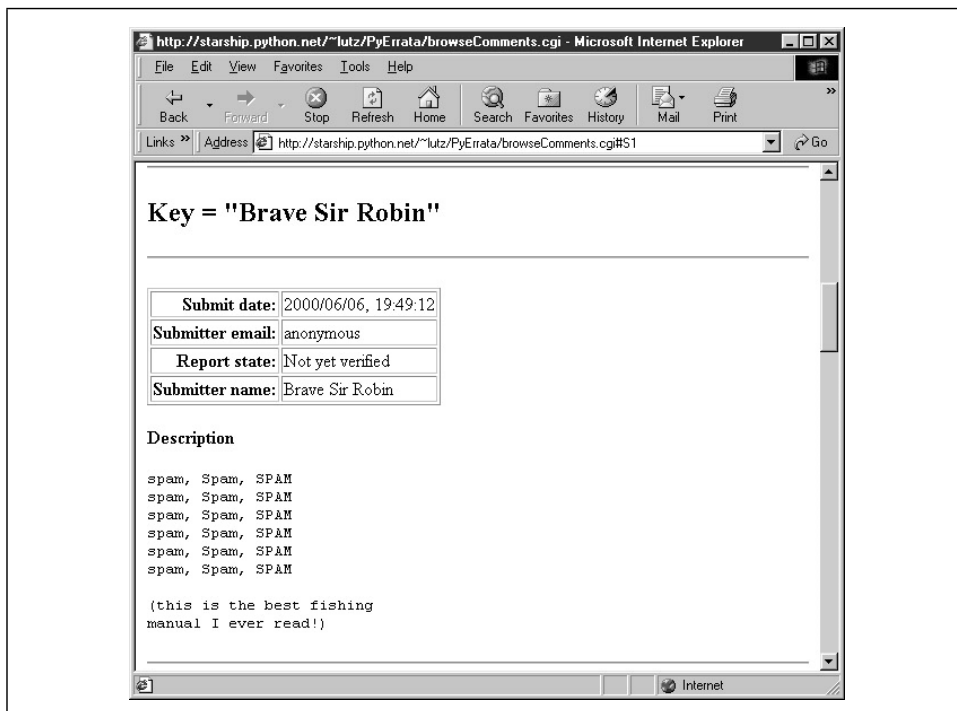 http://starship.python.net/~lutz/PyErrata/browseComments.cgi - Microsoft Internet Explorer
File Edit View Favorites Tools Help
Back Forward Stop Refresh Home Search Favorites History Mail Print »
Links » Address http://starship.python.net/~lutz/PyErrata/browseComments.cgi#S1 Go
Key = "Brave Sir Robin"
Submit date: 2000/06/06, 19:49:12
Submitter email: anonymous
Report state: Not yet verified
Submitter name: Brave Sir Robin
Description
spam, Spam, SPAM
spam, Spam, SPAM
spam, Spam, SPAM
spam, Spam, SPAM
spam, Spam, SPAM
spam, Spam, SPAM
(this is the best fishing
manual I ever read!)
Internet